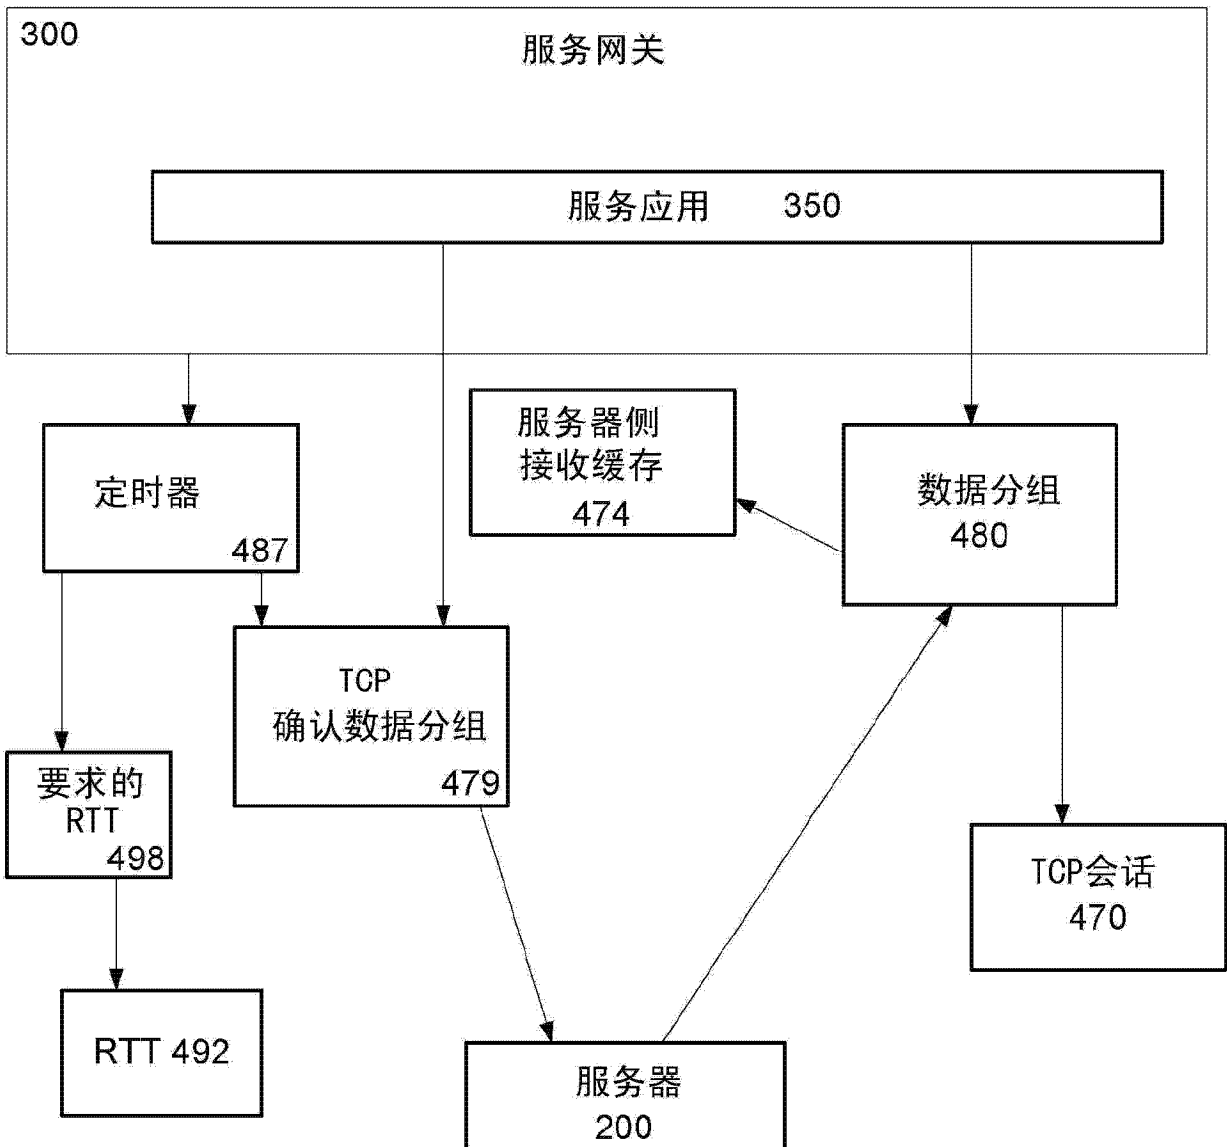 300
服务网关
服务应用 350
服务器侧
接收缓存
474
定时器
487
数据分组
480
TCP
确认数据分组
479
要求的
RTT
498
TCP会话
470
RTT 492
服务器
200